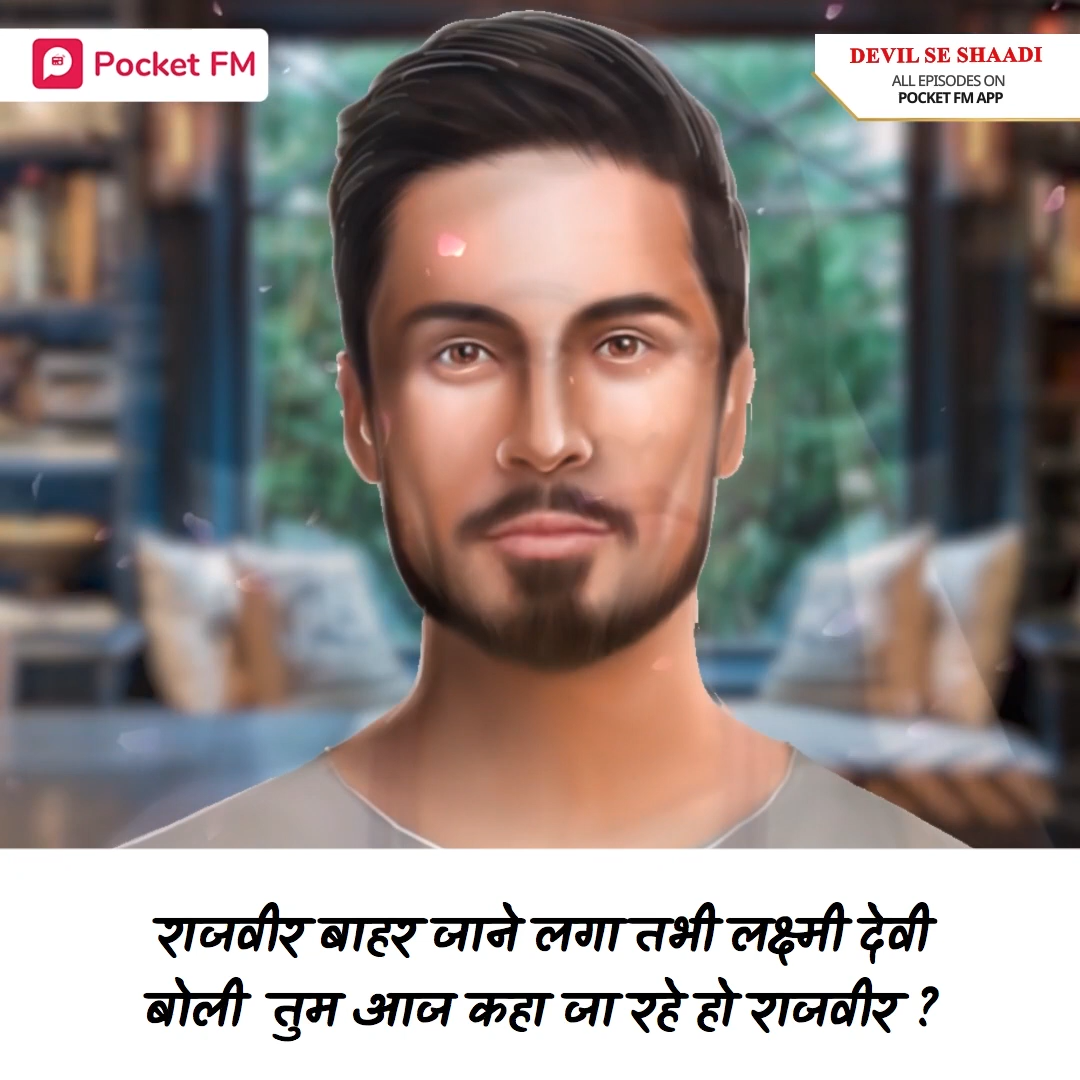 Pocket FM
DEVIL SE SHAADI
ALL EPISODES ON
POCKET FM APP
राजवीर बाहर जाने लगा तभी लक्ष्मी देवी
बोली तुम आज कहा जा रहे हो राजवीर ?